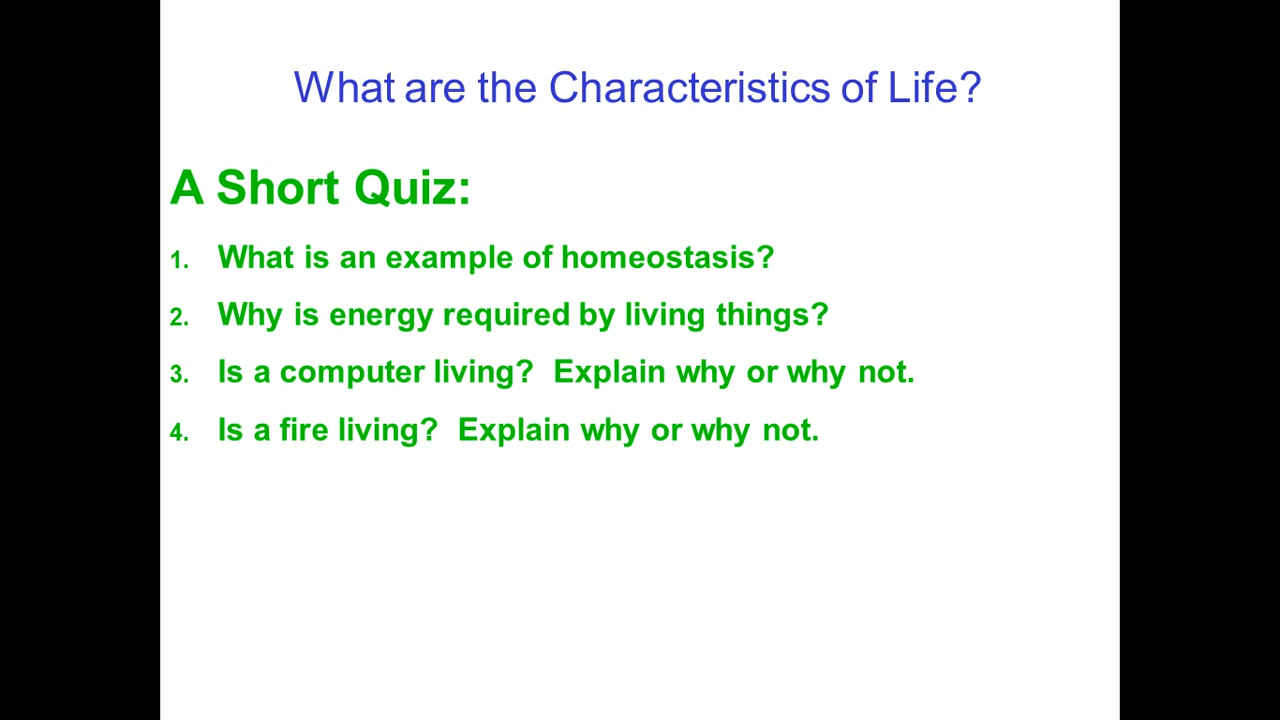 What are the Characteristics of Life?
A Short Quiz:
1. What is an example of homeostasis?
2. Why is energy required by living things?
3. Is a computer living?  Explain why or why not.
4. Is a fire living?  Explain why or why not.